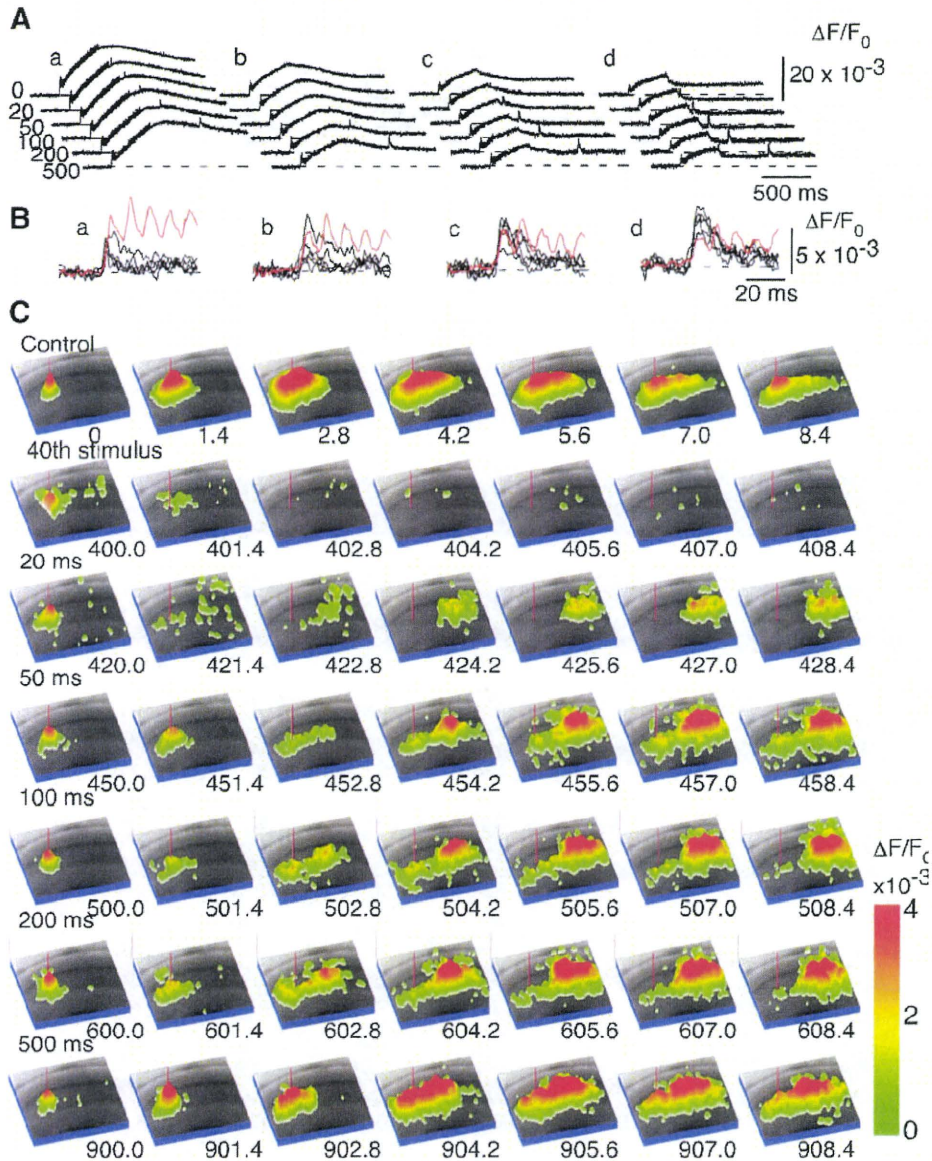 A
a b c d
ΔF/F0
20 x 10-3
0
20
50
100
200
500
500 ms
B
a b c d
ΔF/F0
5 x 10-3
20 ms
C
Control
0 1.4 2.8 4.2 5.6 7.0 8.4
40th stimulus
400.0 401.4 402.8 404.2 405.6 407.0 408.4
20 ms
420.0 421.4 422.8 424.2 425.6 427.0 428.4
50 ms
450.0 451.4 452.8 454.2 455.6 457.0 458.4
100 ms
500.0 501.4 502.8 504.2 505.6 507.0 508.4
200 ms
600.0 601.4 602.8 604.2 605.6 607.0 608.4
500 ms
900.0 901.4 902.8 904.2 905.6 907.0 908.4
ΔF/F0
x10-3
4
2
0